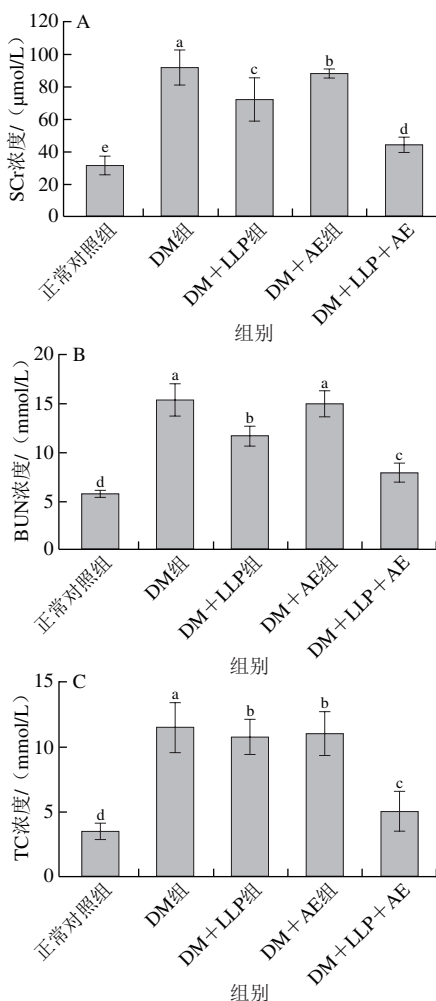 A
SCr浓度/（μmol/L）
120
100
80
60
40
20
0
e
a
c
b
d
正常对照组
DM组
DM＋LLP组
DM＋AE组
DM＋LLP＋AE
组别
B
BUN浓度/（mmol/L）
20
15
10
5
0
d
a
b
a
c
正常对照组
DM组
DM＋LLP组
DM＋AE组
DM＋LLP＋AE
组别
C
TC浓度/（mmol/L）
15
10
5
0
d
a
b
b
c
正常对照组
DM组
DM＋LLP组
DM＋AE组
DM＋LLP＋AE
组别